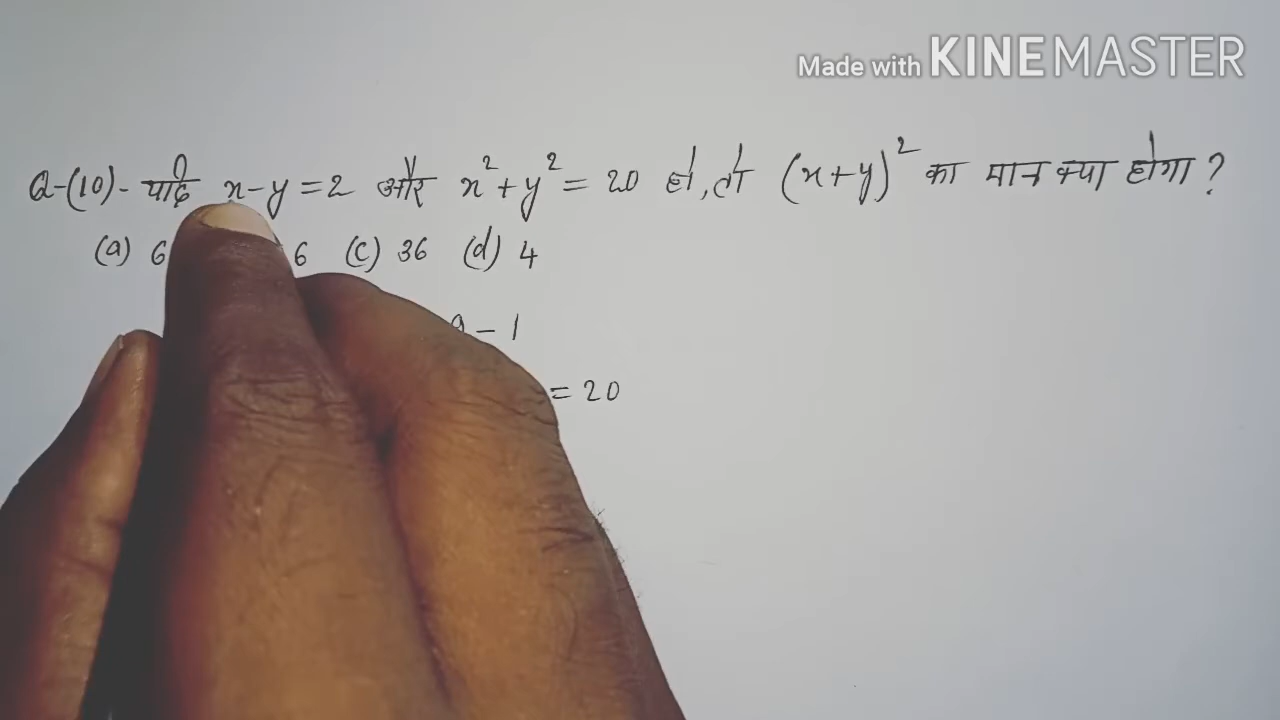 Made with KINEMASTER
Q-(10)- यदि x-y=2 और x²+y²= 20 हो, तो (x+y)² का मान क्या होगा ?
(a) 6 6 (c) 36 (d) 4
- 1
= 20